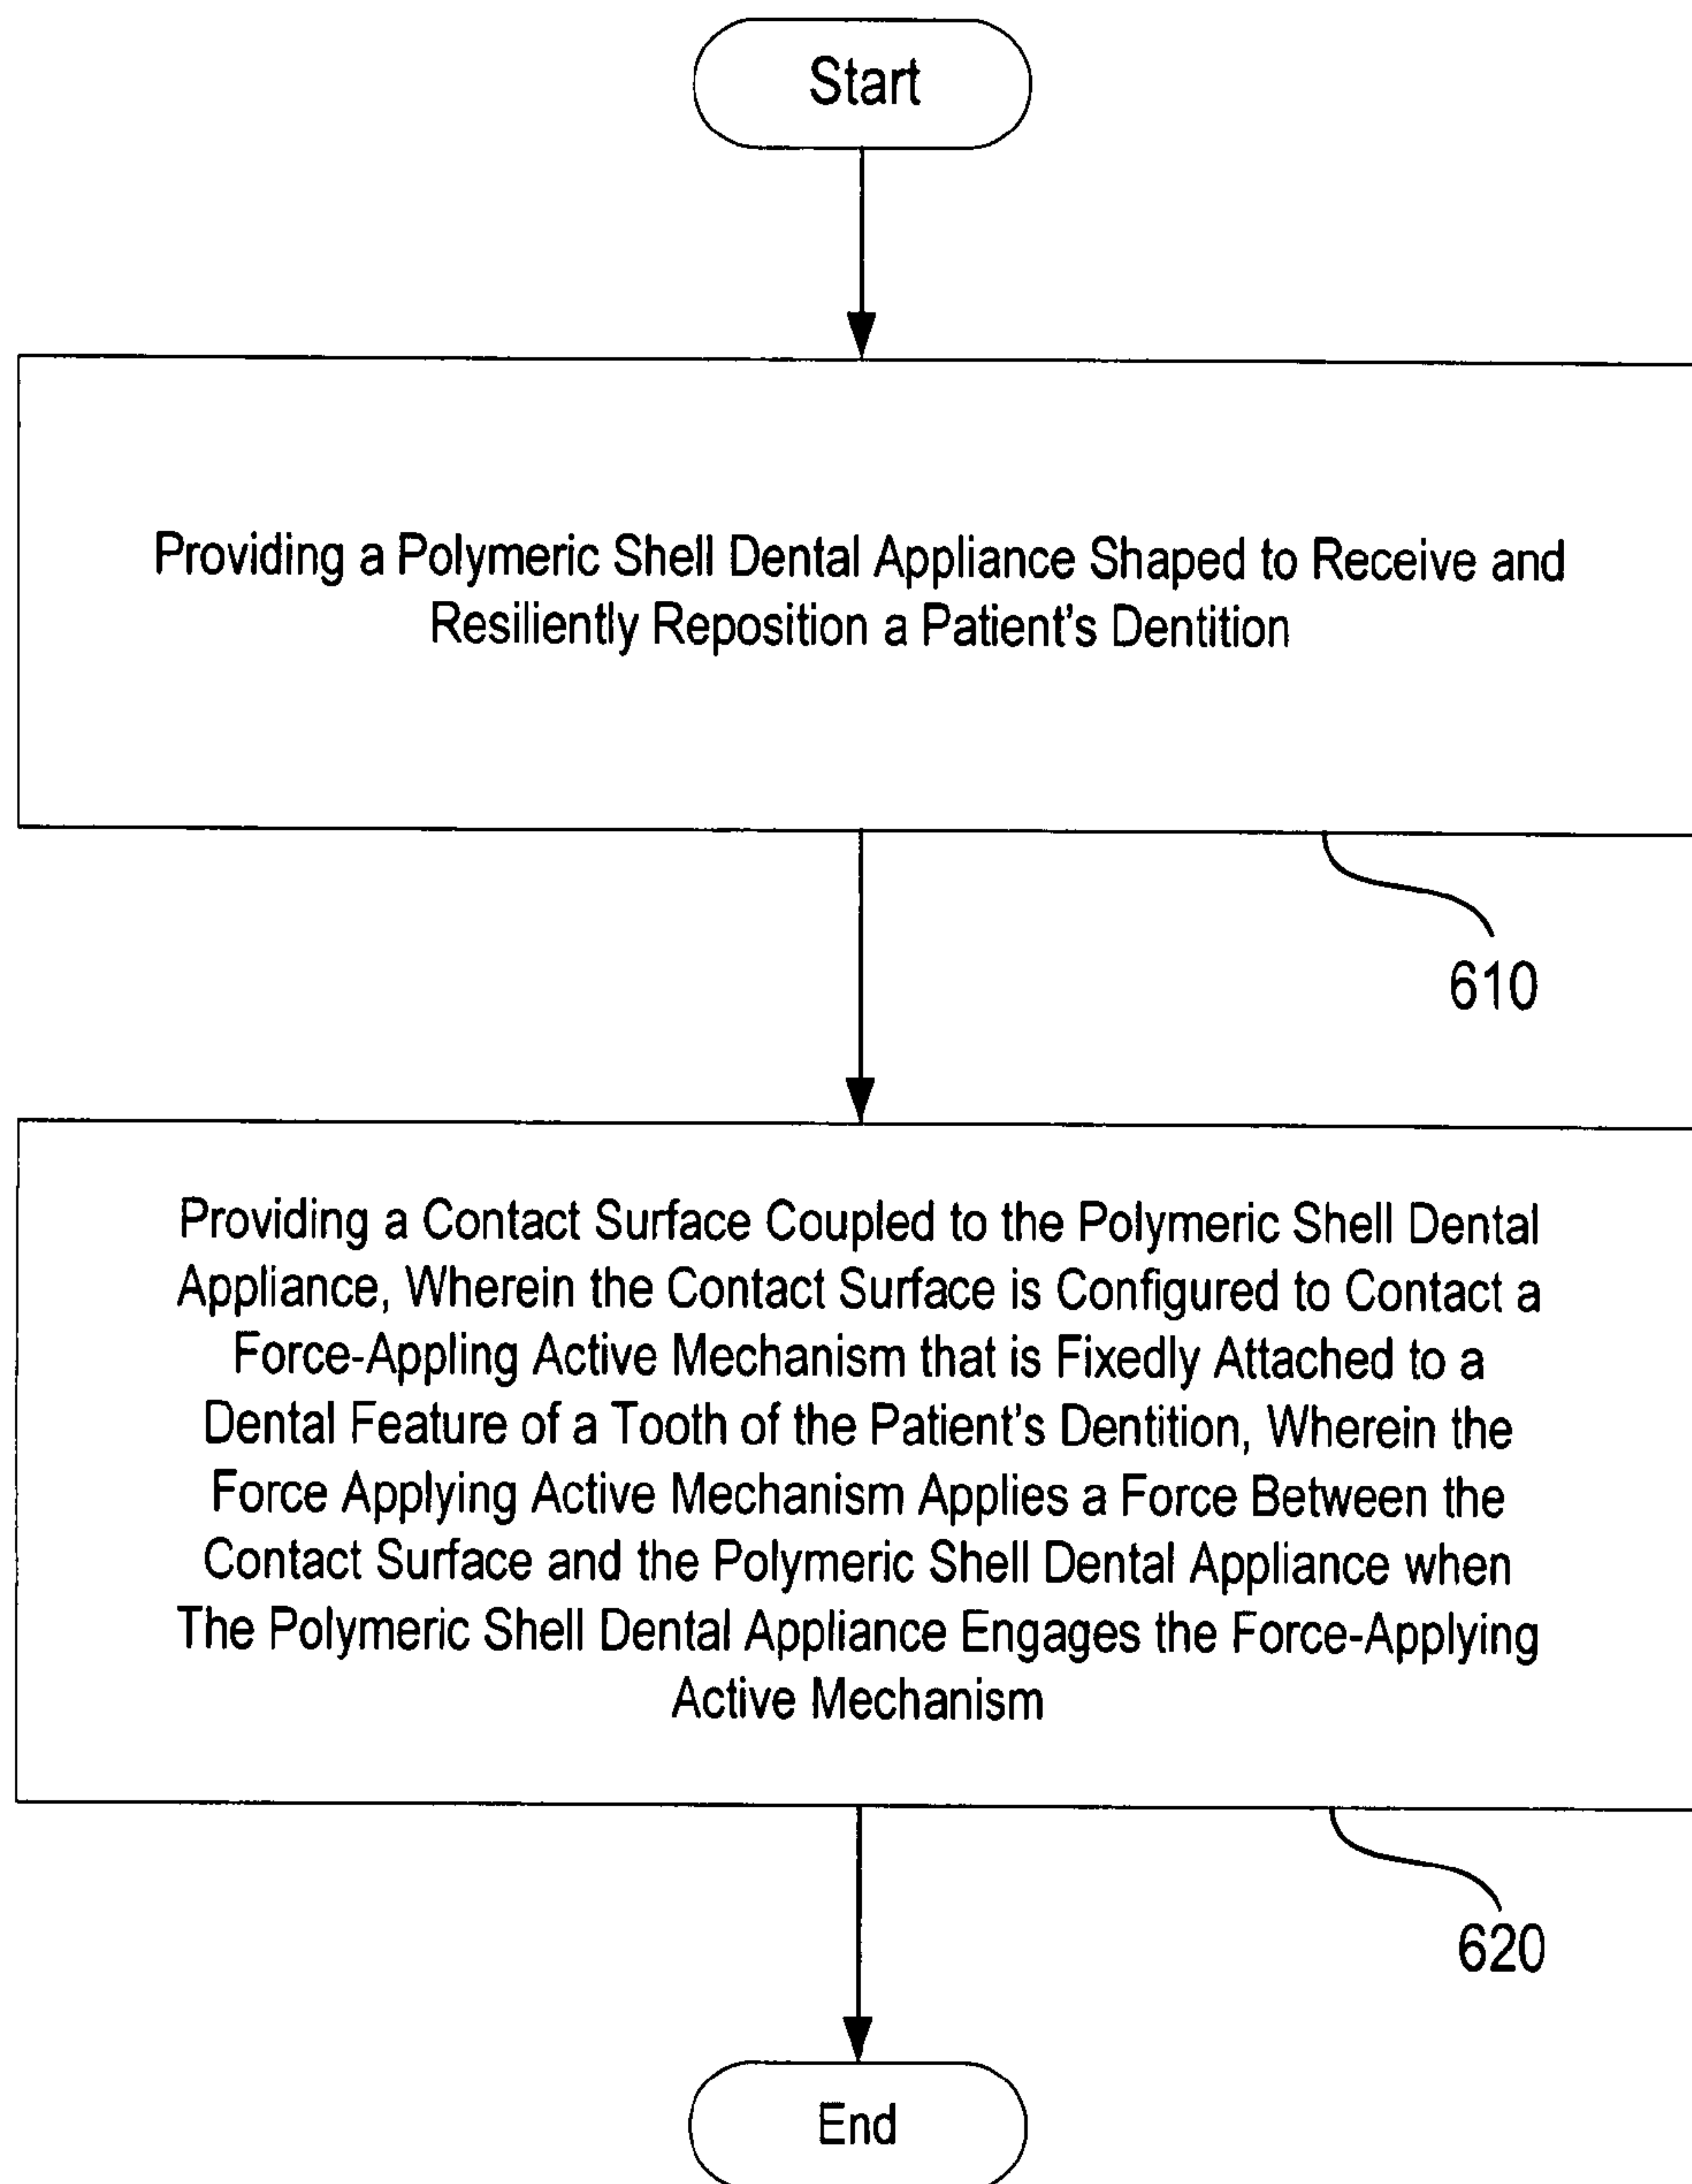 Start
Providing a Polymeric Shell Dental Appliance Shaped to Receive and
Resiliently Reposition a Patient's Dentition
610
Providing a Contact Surface Coupled to the Polymeric Shell Dental
Appliance, Wherein the Contact Surface is Configured to Contact a
Force-Appling Active Mechanism that is Fixedly Attached to a
Dental Feature of a Tooth of the Patient's Dentition, Wherein the
Force Applying Active Mechanism Applies a Force Between the
Contact Surface and the Polymeric Shell Dental Appliance when
The Polymeric Shell Dental Appliance Engages the Force-Applying
Active Mechanism
620
End